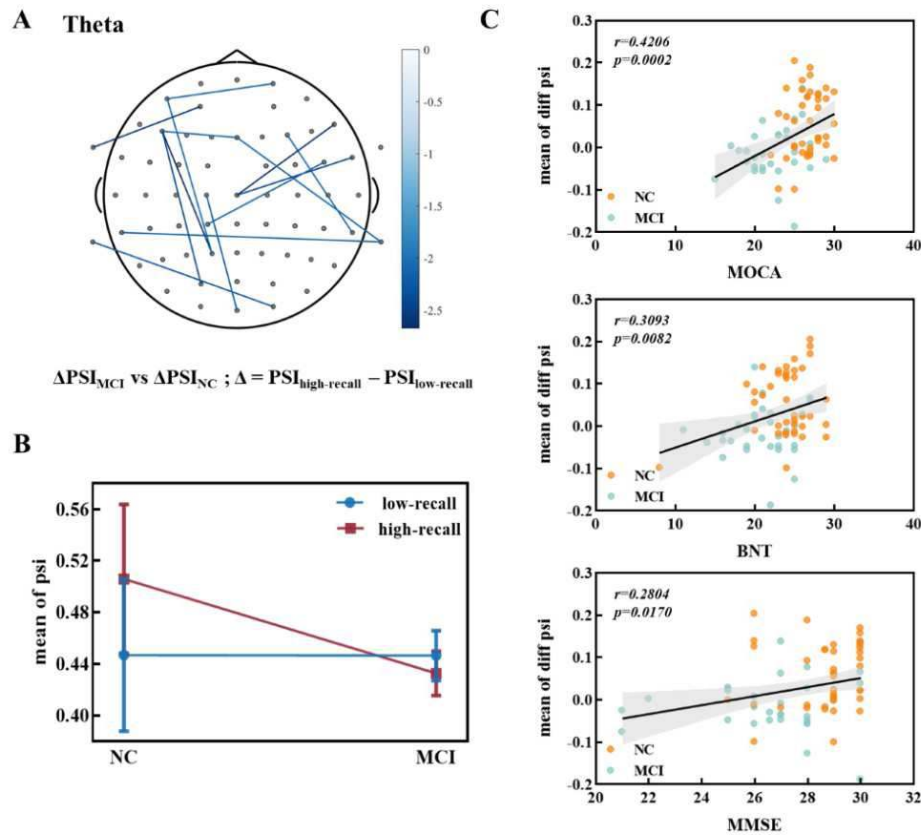 A
Theta
0
-0.5
-1
-1.5
-2
-2.5
ΔPSI_MCI vs ΔPSI_NC ; Δ = PSI_high-recall − PSI_low-recall
B
0.56
0.52
0.48
0.44
0.40
mean of psi
low-recall
high-recall
NC
MCI
C
r=0.4206
p=0.0002
0.3
0.2
0.1
0.0
-0.1
-0.2
mean of diff psi
NC
MCI
0
10
20
30
40
MOCA
r=0.3093
p=0.0082
0.3
0.2
0.1
0.0
-0.1
-0.2
mean of diff psi
NC
MCI
0
10
20
30
40
BNT
r=0.2804
p=0.0170
0.3
0.2
0.1
0.0
-0.1
-0.2
mean of diff psi
NC
MCI
20
22
24
26
28
30
32
MMSE